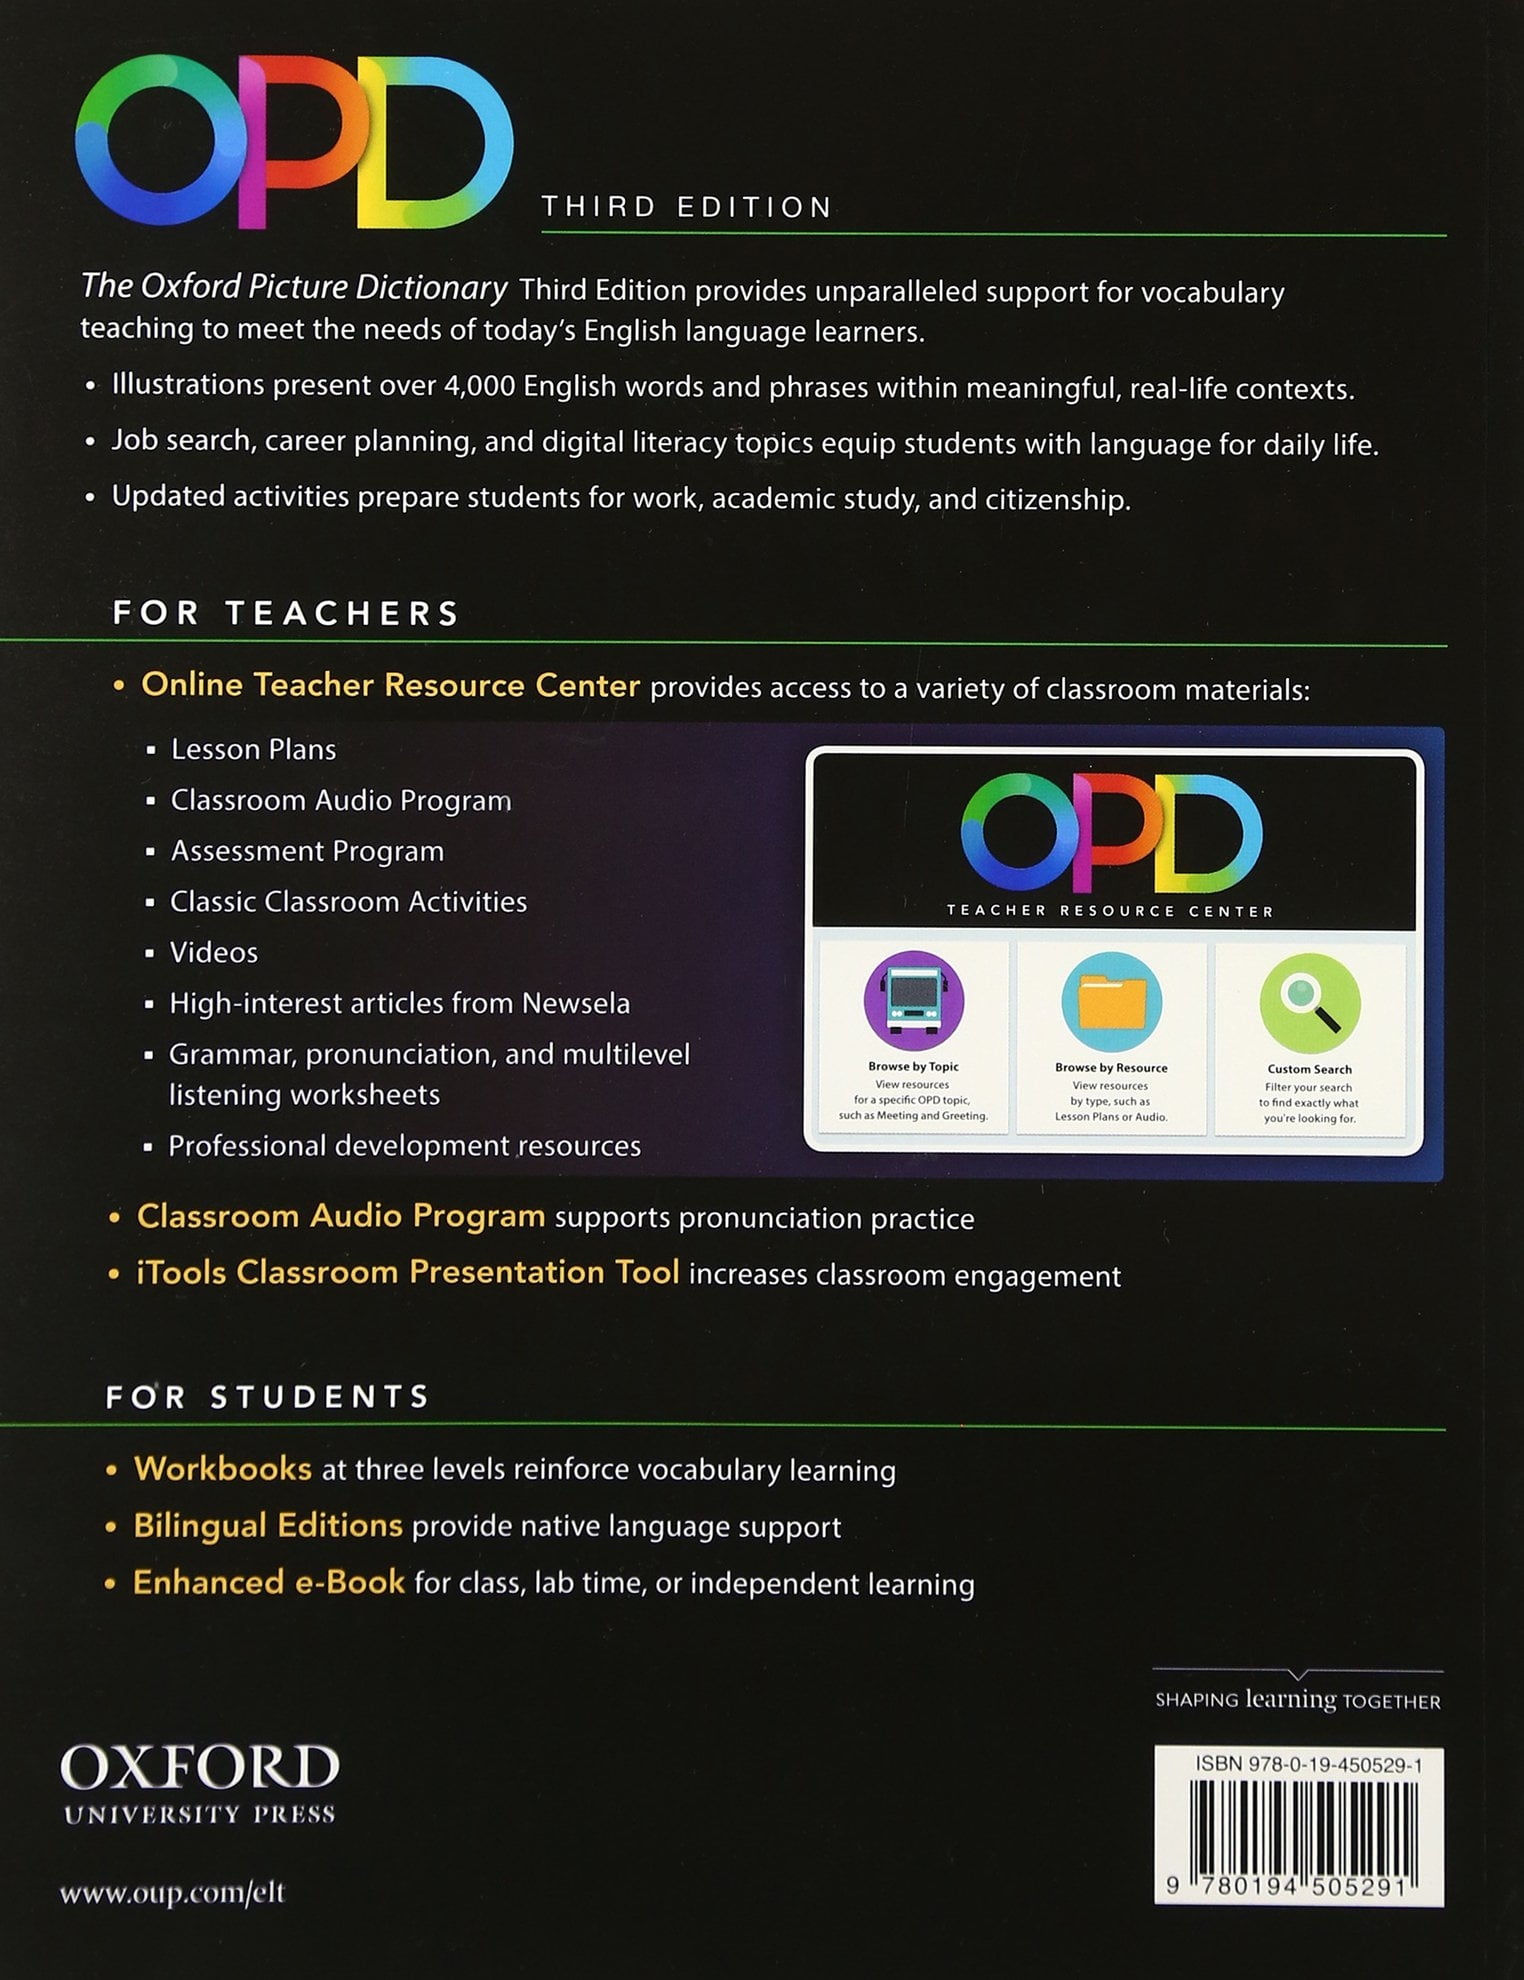 OPD
THIRD EDITION
The Oxford Picture Dictionary Third Edition provides unparalleled support for vocabulary
teaching to meet the needs of today's English language learners.
• Illustrations present over 4,000 English words and phrases within meaningful, real-life contexts.
• Job search, career planning, and digital literacy topics equip students with language for daily life.
• Updated activities prepare students for work, academic study, and citizenship.
FOR TEACHERS
• Online Teacher Resource Center provides access to a variety of classroom materials:
▪ Lesson Plans
▪ Classroom Audio Program
▪ Assessment Program
▪ Classic Classroom Activities
▪ Videos
▪ High-interest articles from Newsela
▪ Grammar, pronunciation, and multilevel
listening worksheets
▪ Professional development resources
OPD
TEACHER RESOURCE CENTER
Browse by Topic
View resources
for a specific OPD topic,
such as Meeting and Greeting.
Browse by Resource
View resources
by type, such as
Lesson Plans or Audio.
Custom Search
Filter your search
to find exactly what
you're looking for.
• Classroom Audio Program supports pronunciation practice
• iTools Classroom Presentation Tool increases classroom engagement
FOR STUDENTS
• Workbooks at three levels reinforce vocabulary learning
• Bilingual Editions provide native language support
• Enhanced e-Book for class, lab time, or independent learning
SHAPING learning TOGETHER
OXFORD
UNIVERSITY PRESS
www.oup.com/elt
ISBN 978-0-19-450529-1
9 780194 505291